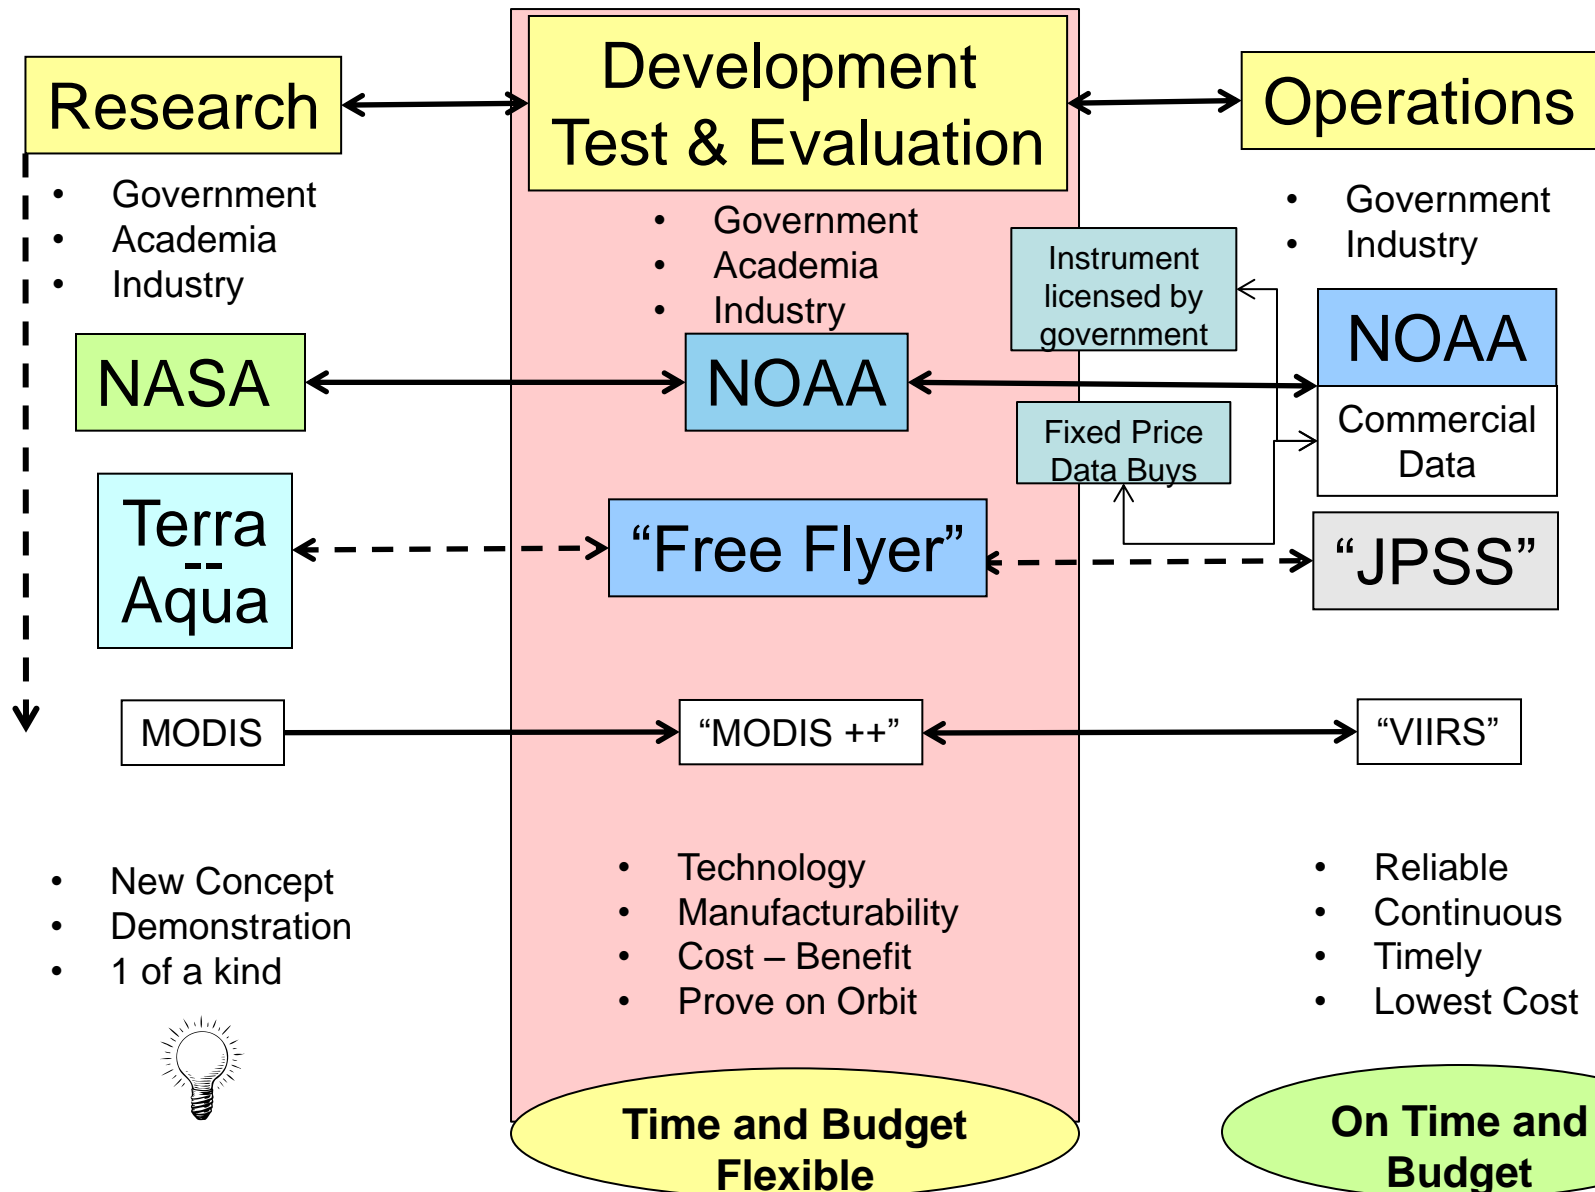 Research
Development
Test & Evaluation
Operations
• Government
• Academia
• Industry
• Government
• Academia
• Industry
• Government
• Industry
Instrument
licensed by
government
NASA
NOAA
NOAA
Commercial
Data
Fixed Price
Data Buys
Terra
--
Aqua
“Free Flyer”
“JPSS”
MODIS
“MODIS ++”
“VIIRS”
• New Concept
• Demonstration
• 1 of a kind
• Technology
• Manufacturability
• Cost – Benefit
• Prove on Orbit
• Reliable
• Continuous
• Timely
• Lowest Cost
Time and Budget
Flexible
On Time and
Budget